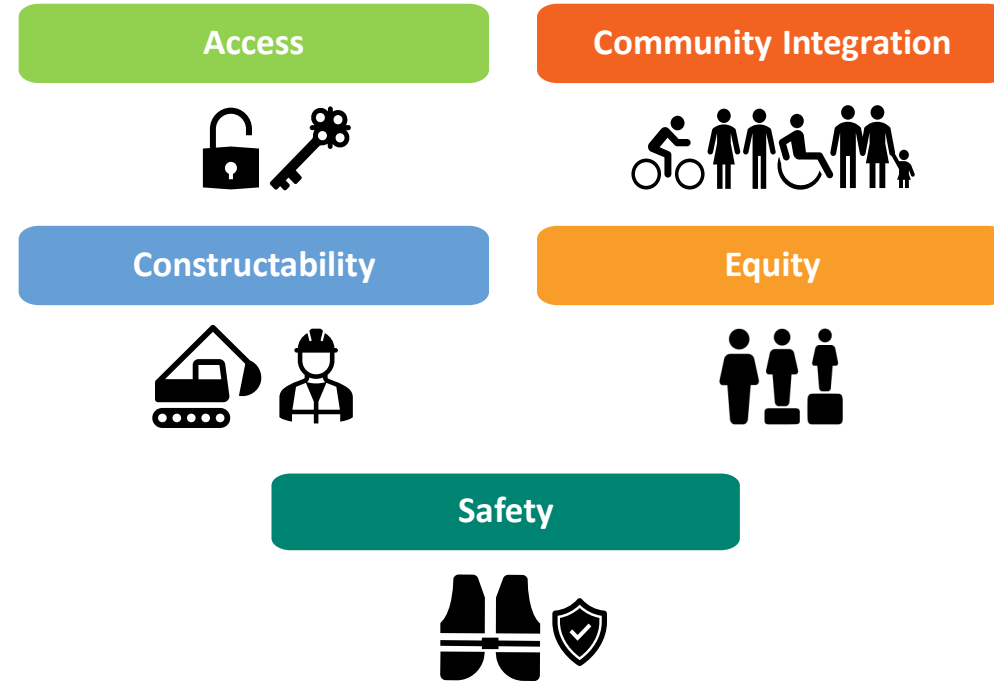 Access
Community Integration
Constructability
Equity
Safety